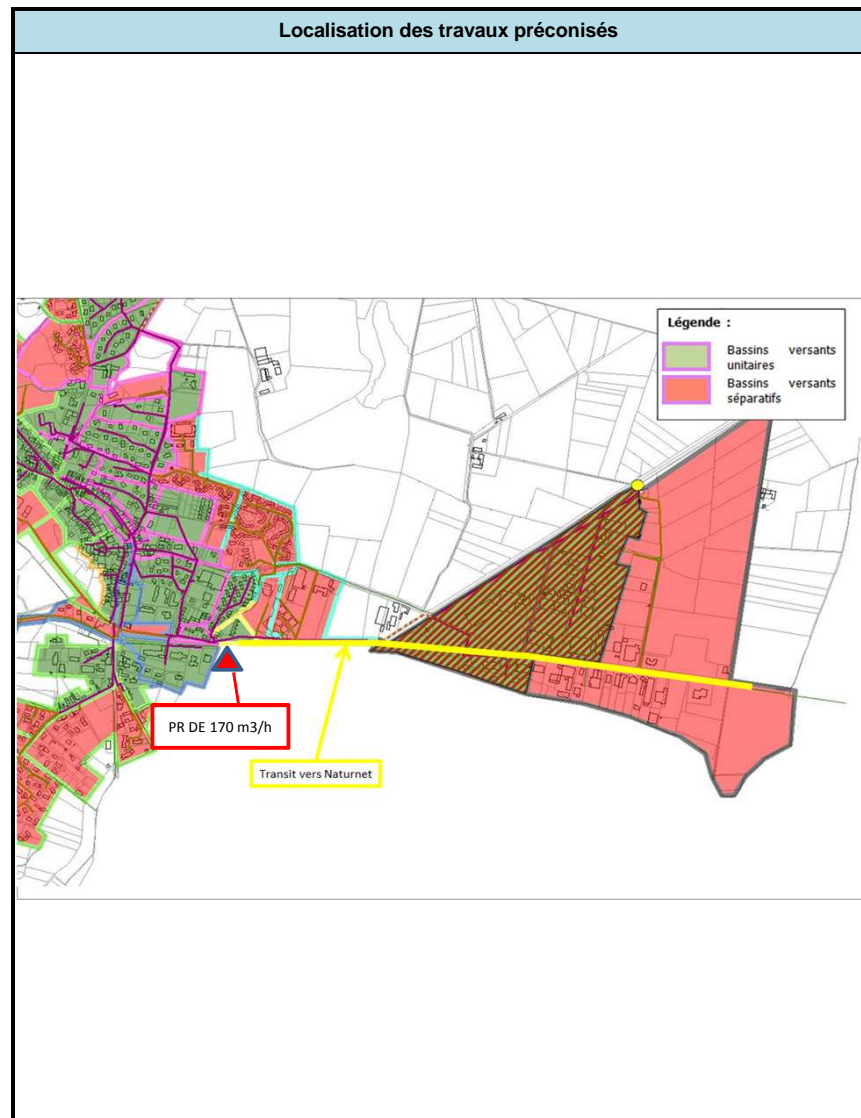 Localisation des travaux préconisés
Légende :
Bassins versants
unitaires
Bassins versants
séparatifs
PR DE 170 m3/h
Transit vers Naturnet